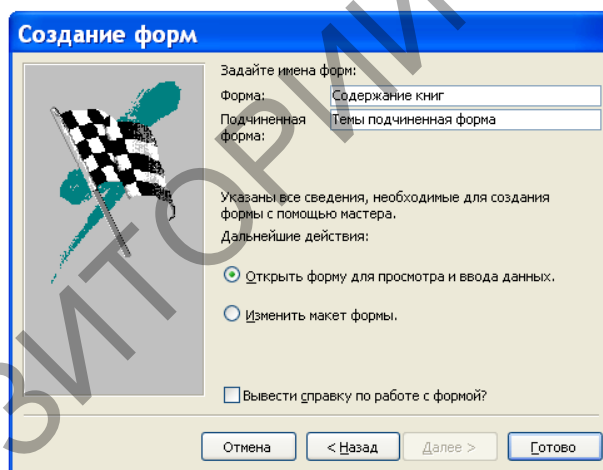 Создание форм
Задайте имена форм:
Форма:
Содержание книг
Подчиненная
форма:
Темы подчиненная форма
Указаны все сведения, необходимые для создания
формы с помощью мастера.
Дальнейшие действия:
Открыть форму для просмотра и ввода данных.
Изменить макет формы.
Вывести справку по работе с формой?
Отмена
< Назад
Далее >
Готово
ЗИТОРИЙ